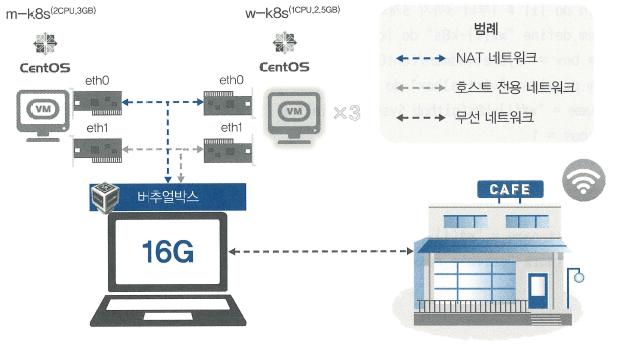 m-k8s(2CPU,3GB)
w-k8s(1CPU,2.5GB)
CentOS
CentOS
eth0
eth0
VM
VM
×3
eth1
eth1
범례
NAT 네트워크
호스트 전용 네트워크
무선 네트워크
버추얼박스
16G
CAFE